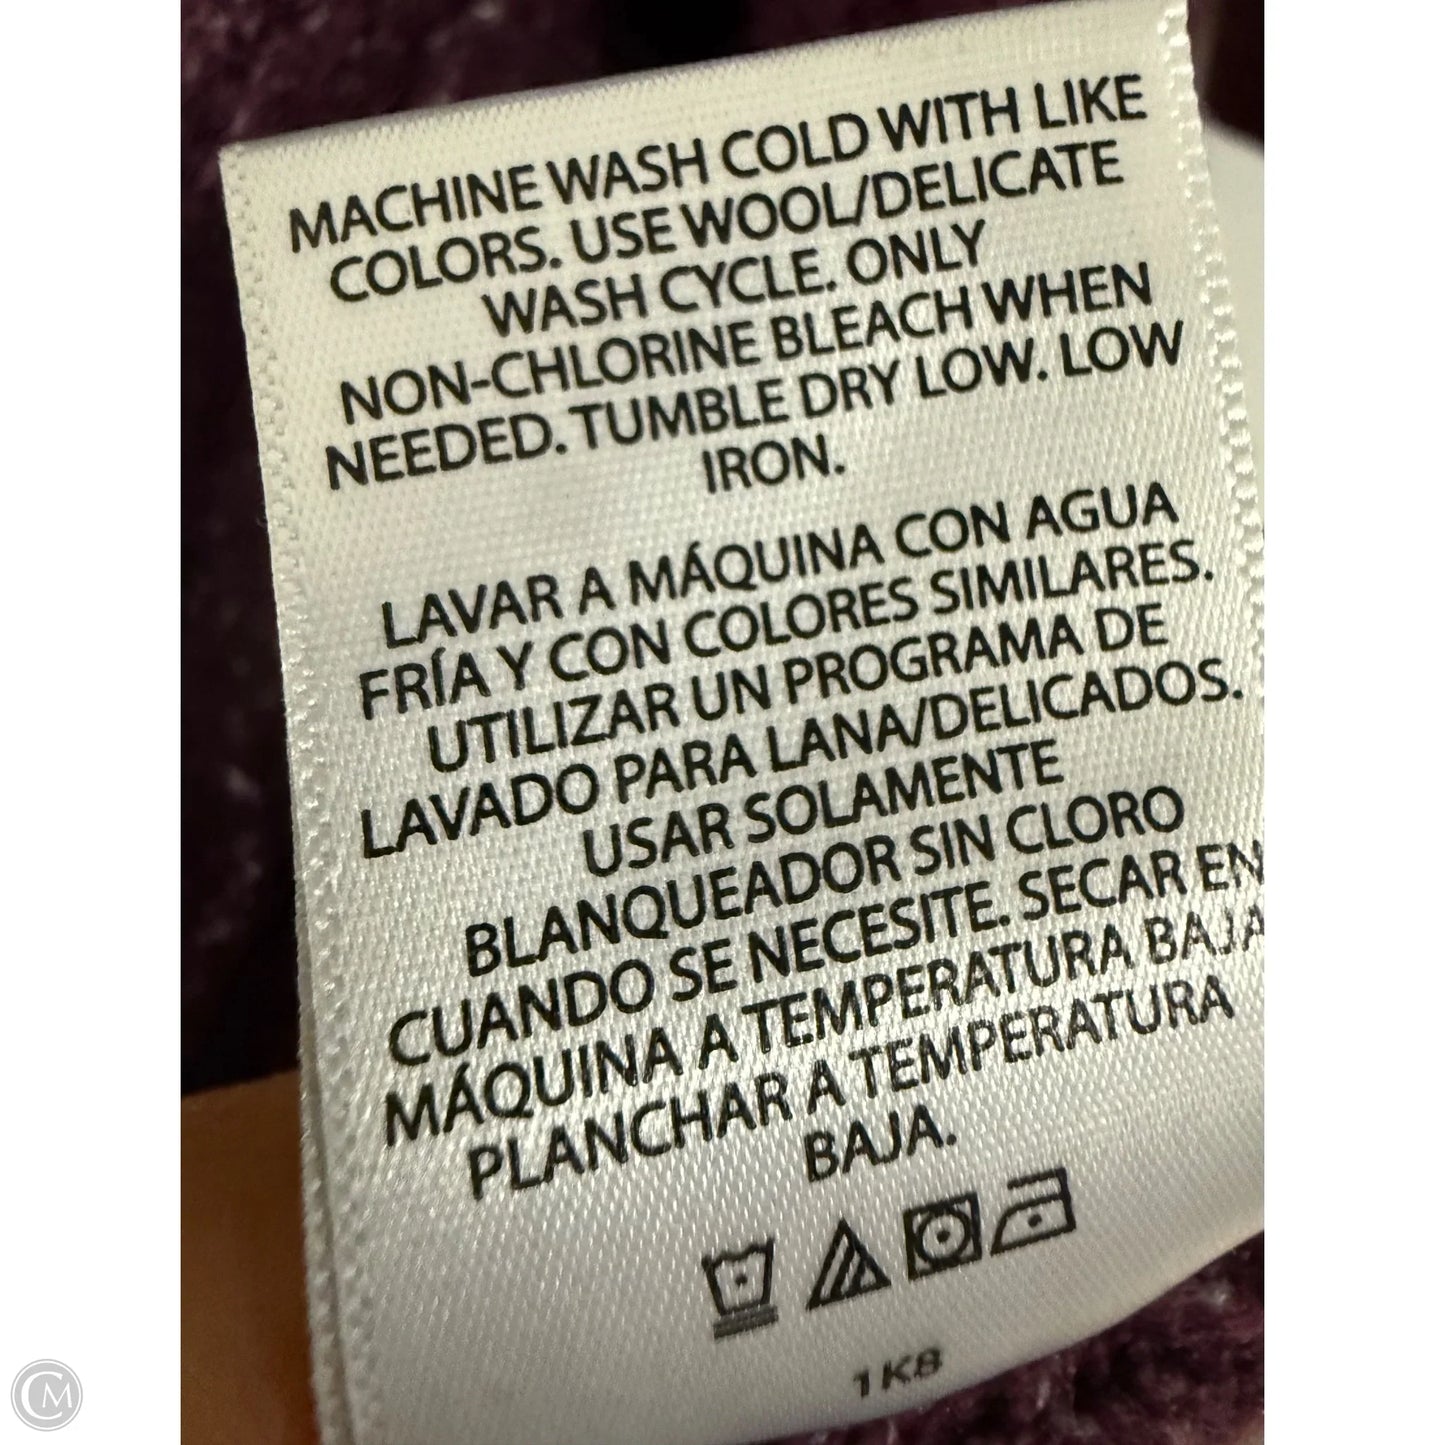 MACHINE WASH COLD WITH LIKE
COLORS. USE WOOL/DELICATE
WASH CYCLE. ONLY
NON-CHLORINE BLEACH WHEN
NEEDED. TUMBLE DRY LOW. LOW
IRON.
LAVAR A MÁQUINA CON AGUA
FRÍA Y CON COLORES SIMILARES.
UTILIZAR UN PROGRAMA DE
LAVADO PARA LANA/DELICADOS.
USAR SOLAMENTE
BLANQUEADOR SIN CLORO
CUANDO SE NECESITE. SECAR EN
MÁQUINA A TEMPERATURA BAJA
PLANCHAR A TEMPERATURA
BAJA.
1K8
CM